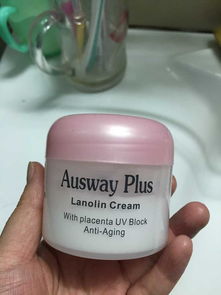 Ausway Plus
Lanolin Cream
With placenta UV Block
Anti-Aging